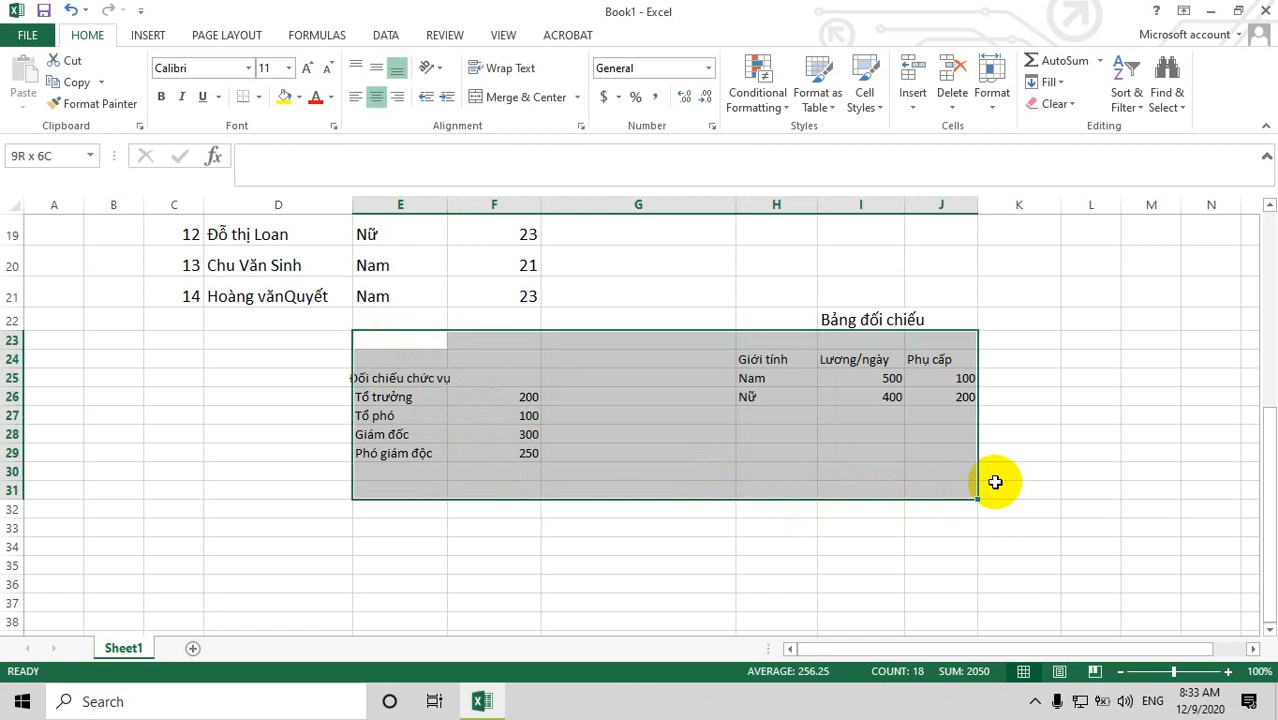 Book1 - Excel
?
FILE HOME INSERT PAGE LAYOUT FORMULAS DATA REVIEW VIEW ACROBAT Microsoft account
Paste Cut Copy Format Painter
Calibri 11 A A
B I U A
Wrap Text
Merge & Center
General
$ % ,
Conditional Formatting
Format as Table
Cell Styles
Insert Delete Format
AutoSum Fill Clear
Sort & Filter
Find & Select
Clipboard Font Alignment Number Styles Cells Editing
9R x 6C fx
A B C D E F G H I J K L M N
19 12 Đỗ thị Loan Nữ 23
20 13 Chu Văn Sinh Nam 21
21 14 Hoàng vănQuyết Nam 23
22 Bảng đối chiếu
23
24 Giới tính Lương/ngày Phụ cấp
25 Đối chiếu chức vụ Nam 500 100
26 Tổ trưởng 200 Nữ 400 200
27 Tổ phó 100
28 Giám đốc 300
29 Phó giám độc 250
30
31
32
33
34
35
36
37
38
Sheet1
READY AVERAGE: 256.25 COUNT: 18 SUM: 2050 100%
Search ENG 8:33 AM
12/9/2020